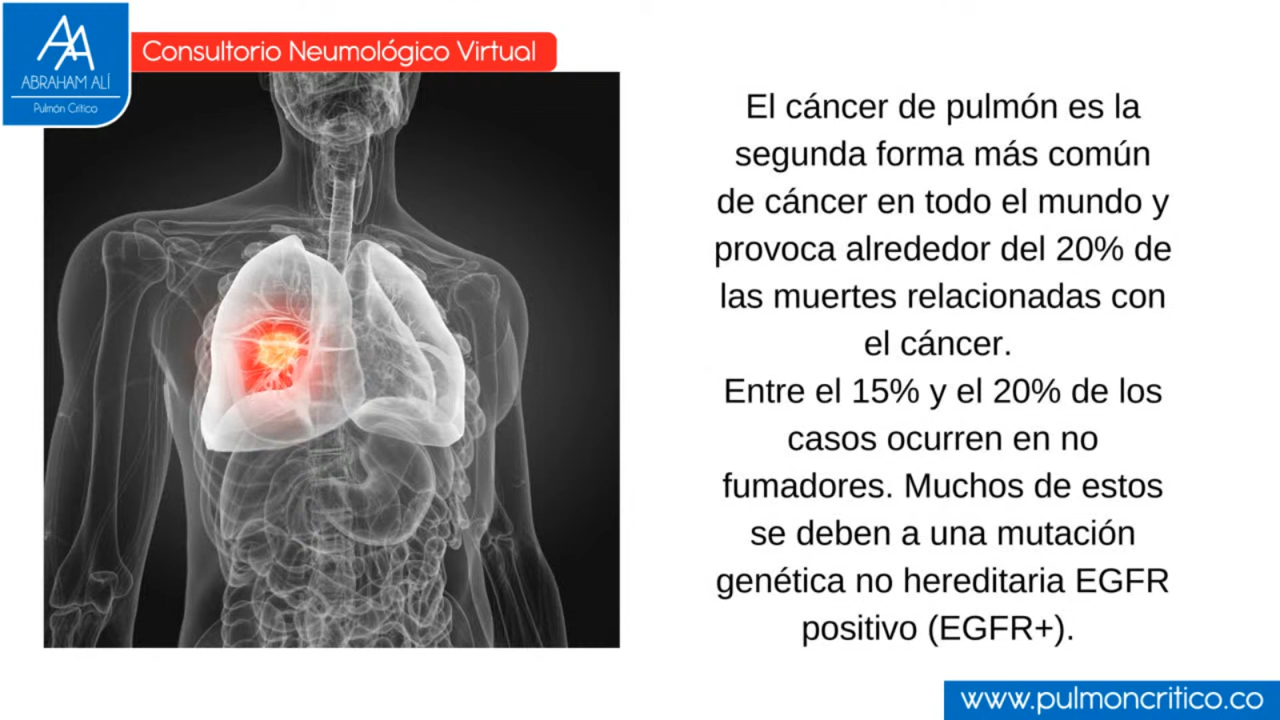 AA
ABRAHAM ALÍ
Pulmón Crítico
Consultorio Neumológico Virtual
El cáncer de pulmón es la
segunda forma más común
de cáncer en todo el mundo y
provoca alrededor del 20% de
las muertes relacionadas con
el cáncer.
Entre el 15% y el 20% de los
casos ocurren en no
fumadores. Muchos de estos
se deben a una mutación
genética no hereditaria EGFR
positivo (EGFR+).
www.pulmoncritico.co